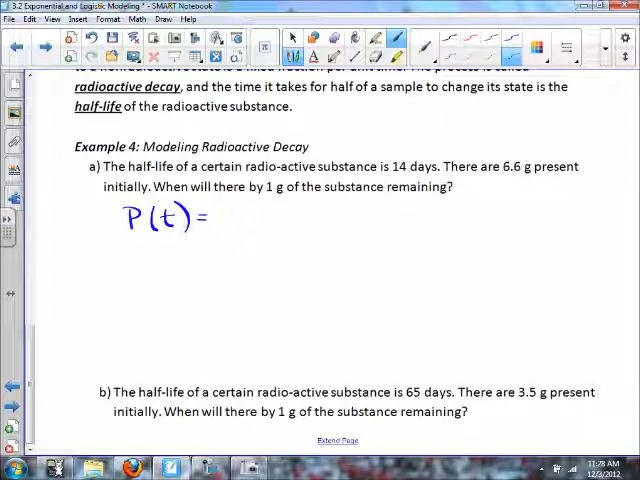 3.2 Exponential and Logistic Modeling * - SMART Notebook
File Edit View Insert Format Draw Help
radioactive decay, and the time it takes for half of a sample to change its state is the
half-life of the radioactive substance.
Example 4: Modeling Radioactive Decay
a) The half-life of a certain radio-active substance is 14 days. There are 6.6 g present
initially. When will there by 1 g of the substance remaining?
P(t)=
b) The half-life of a certain radio-active substance is 65 days. There are 3.5 g present
initially. When will there by 1 g of the substance remaining?
Extend Page
11:28 AM
12/3/2012